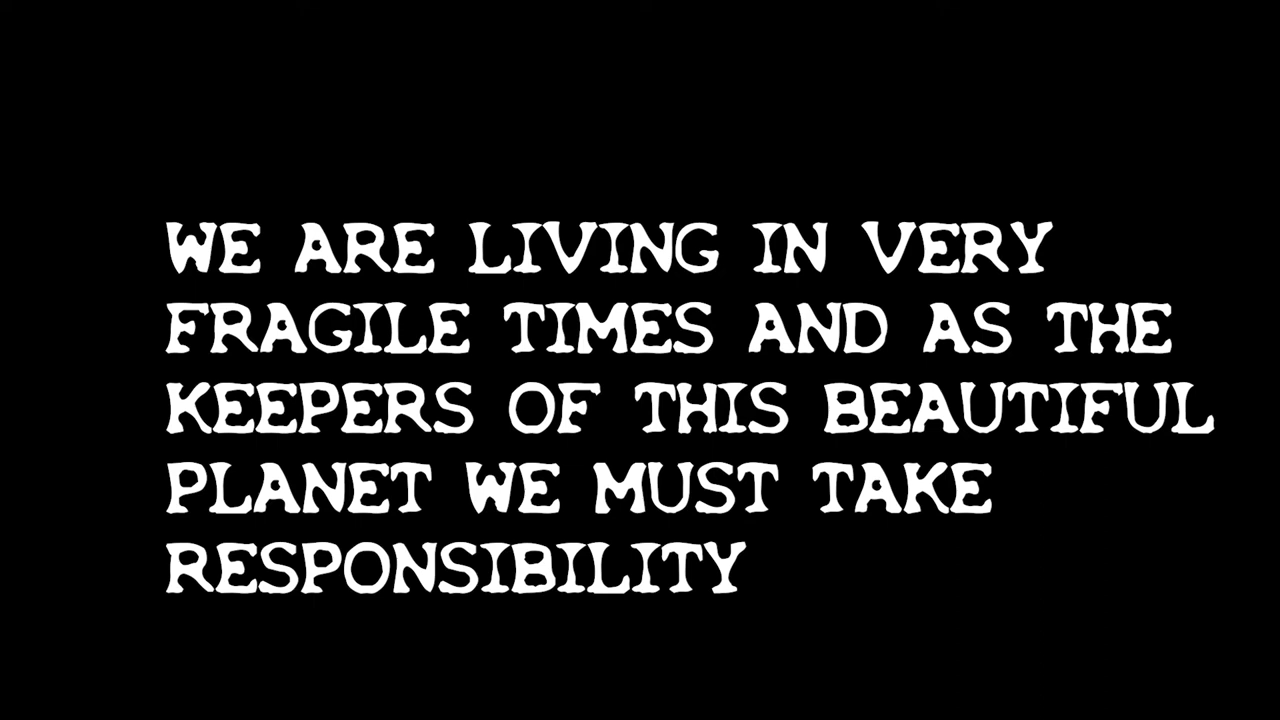 WE ARE LIVING IN VERY
FRAGILE TIMES AND AS THE
KEEPERS OF THIS BEAUTIFUL
PLANET WE MUST TAKE
RESPONSIBILITY